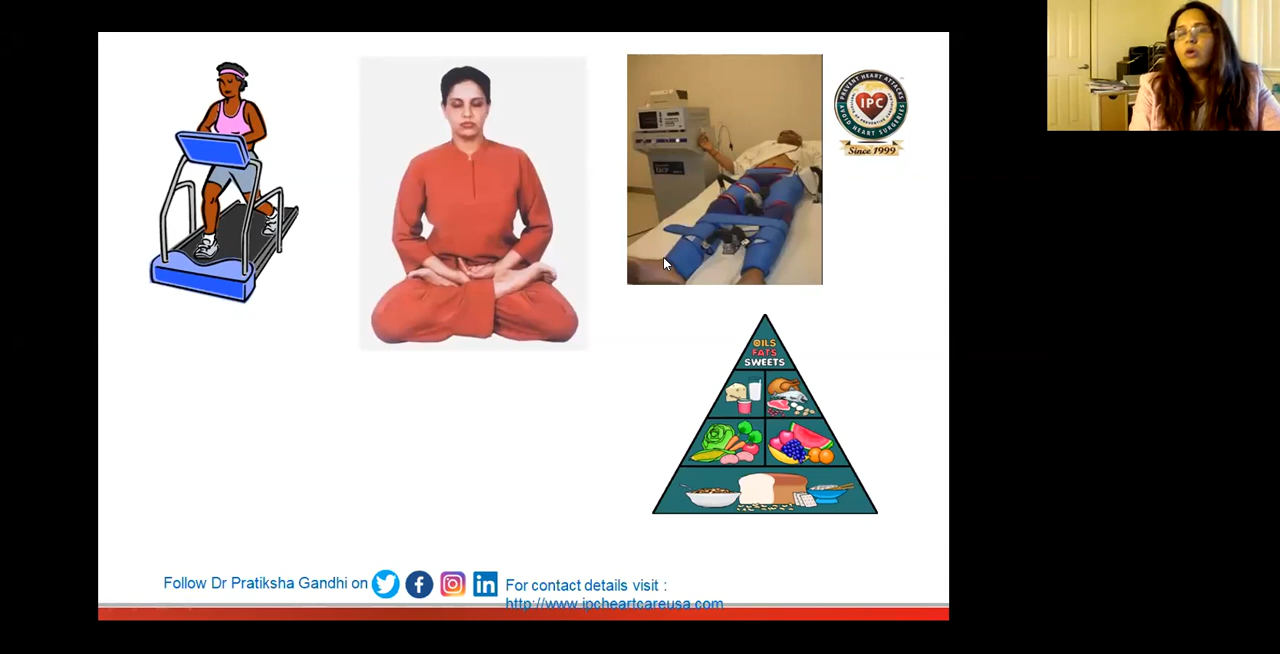 PREVENT HEART ATTACKS
IPC
AVOID HEART SURGERIES
Since 1999
OILS
FATS
SWEETS
Follow Dr Pratiksha Gandhi on
For contact details visit :
http://www.ipcheartcareusa.com